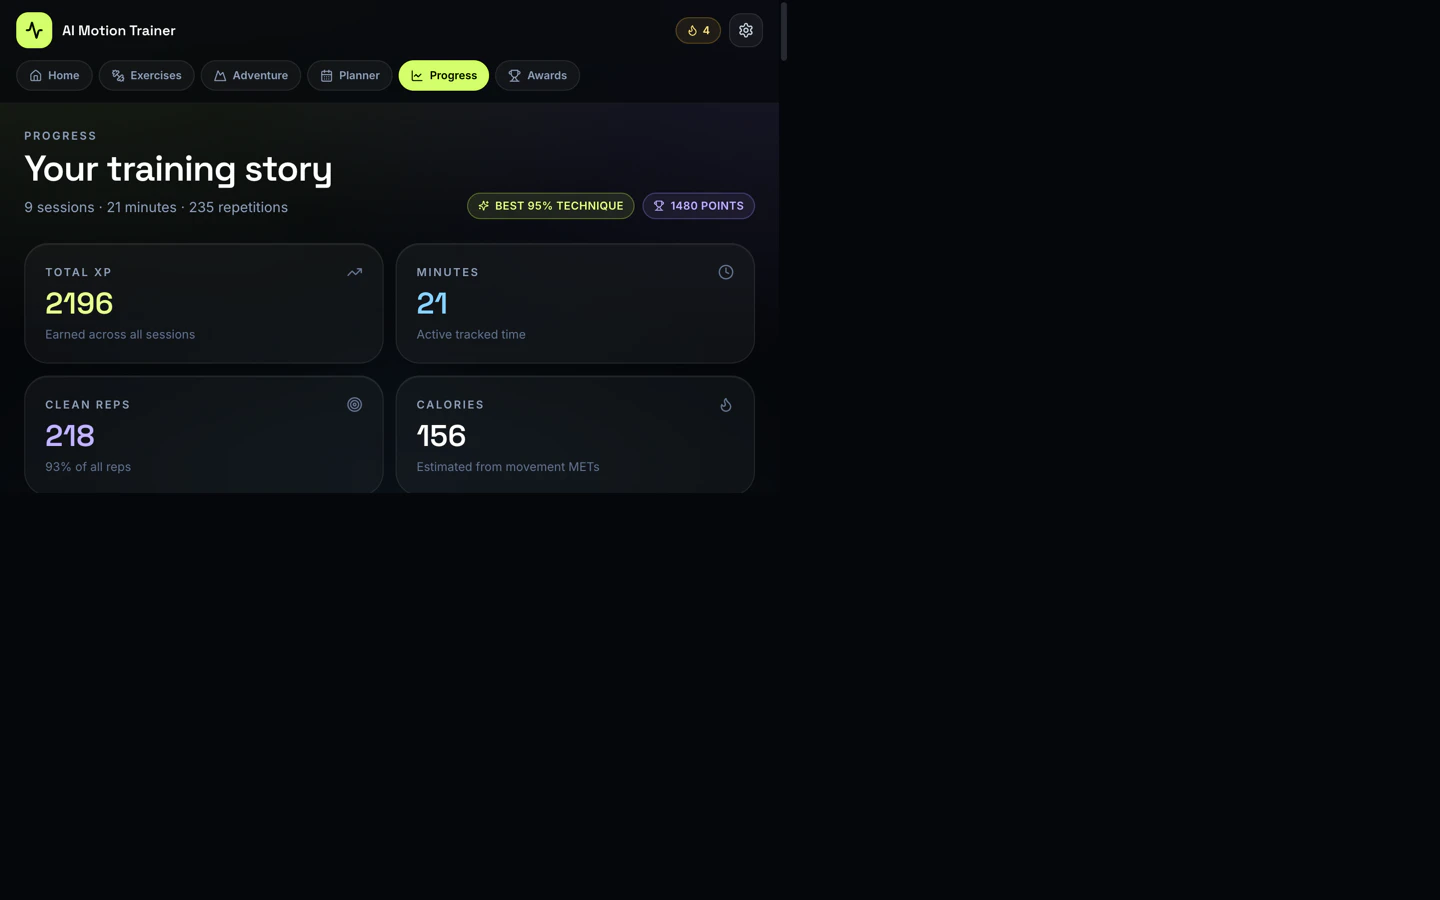 AI Motion Trainer
4
Home
Exercises
Adventure
Planner
Progress
Awards
PROGRESS
Your training story
9 sessions · 21 minutes · 235 repetitions
BEST 95% TECHNIQUE
1480 POINTS
TOTAL XP
2196
Earned across all sessions
MINUTES
21
Active tracked time
CLEAN REPS
218
93% of all reps
CALORIES
156
Estimated from movement METs